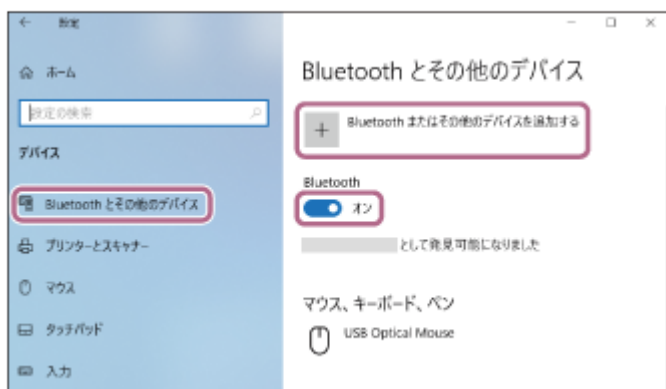 設定
ホーム
設定の検索
デバイス
Bluetooth とその他のデバイス
プリンターとスキャナー
マウス
タッチパッド
入力
Bluetooth とその他のデバイス
Bluetooth またはその他のデバイスを追加する
Bluetooth
オン
として発見可能になりました
マウス、キーボード、ペン
USB Optical Mouse